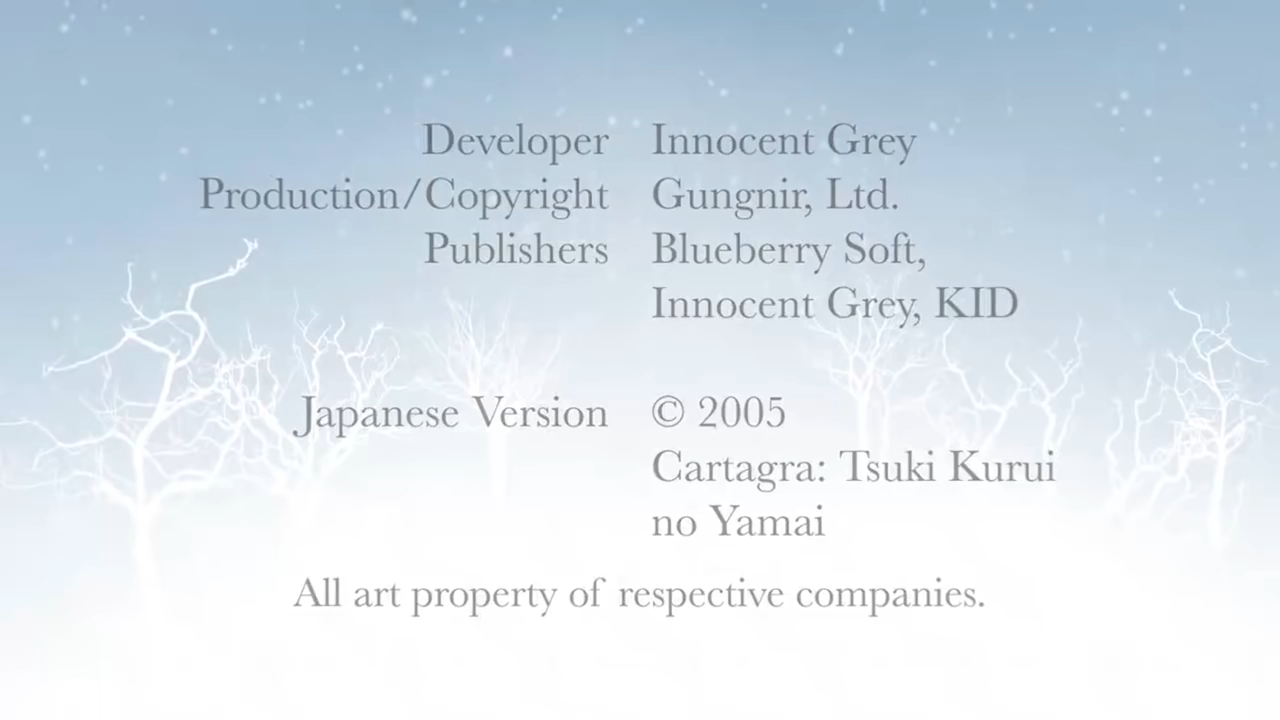 Developer Innocent Grey
Production/Copyright Gungnir, Ltd.
Publishers Blueberry Soft,
Innocent Grey, KID
Japanese Version © 2005
Cartagra: Tsuki Kurui
no Yamai
All art property of respective companies.